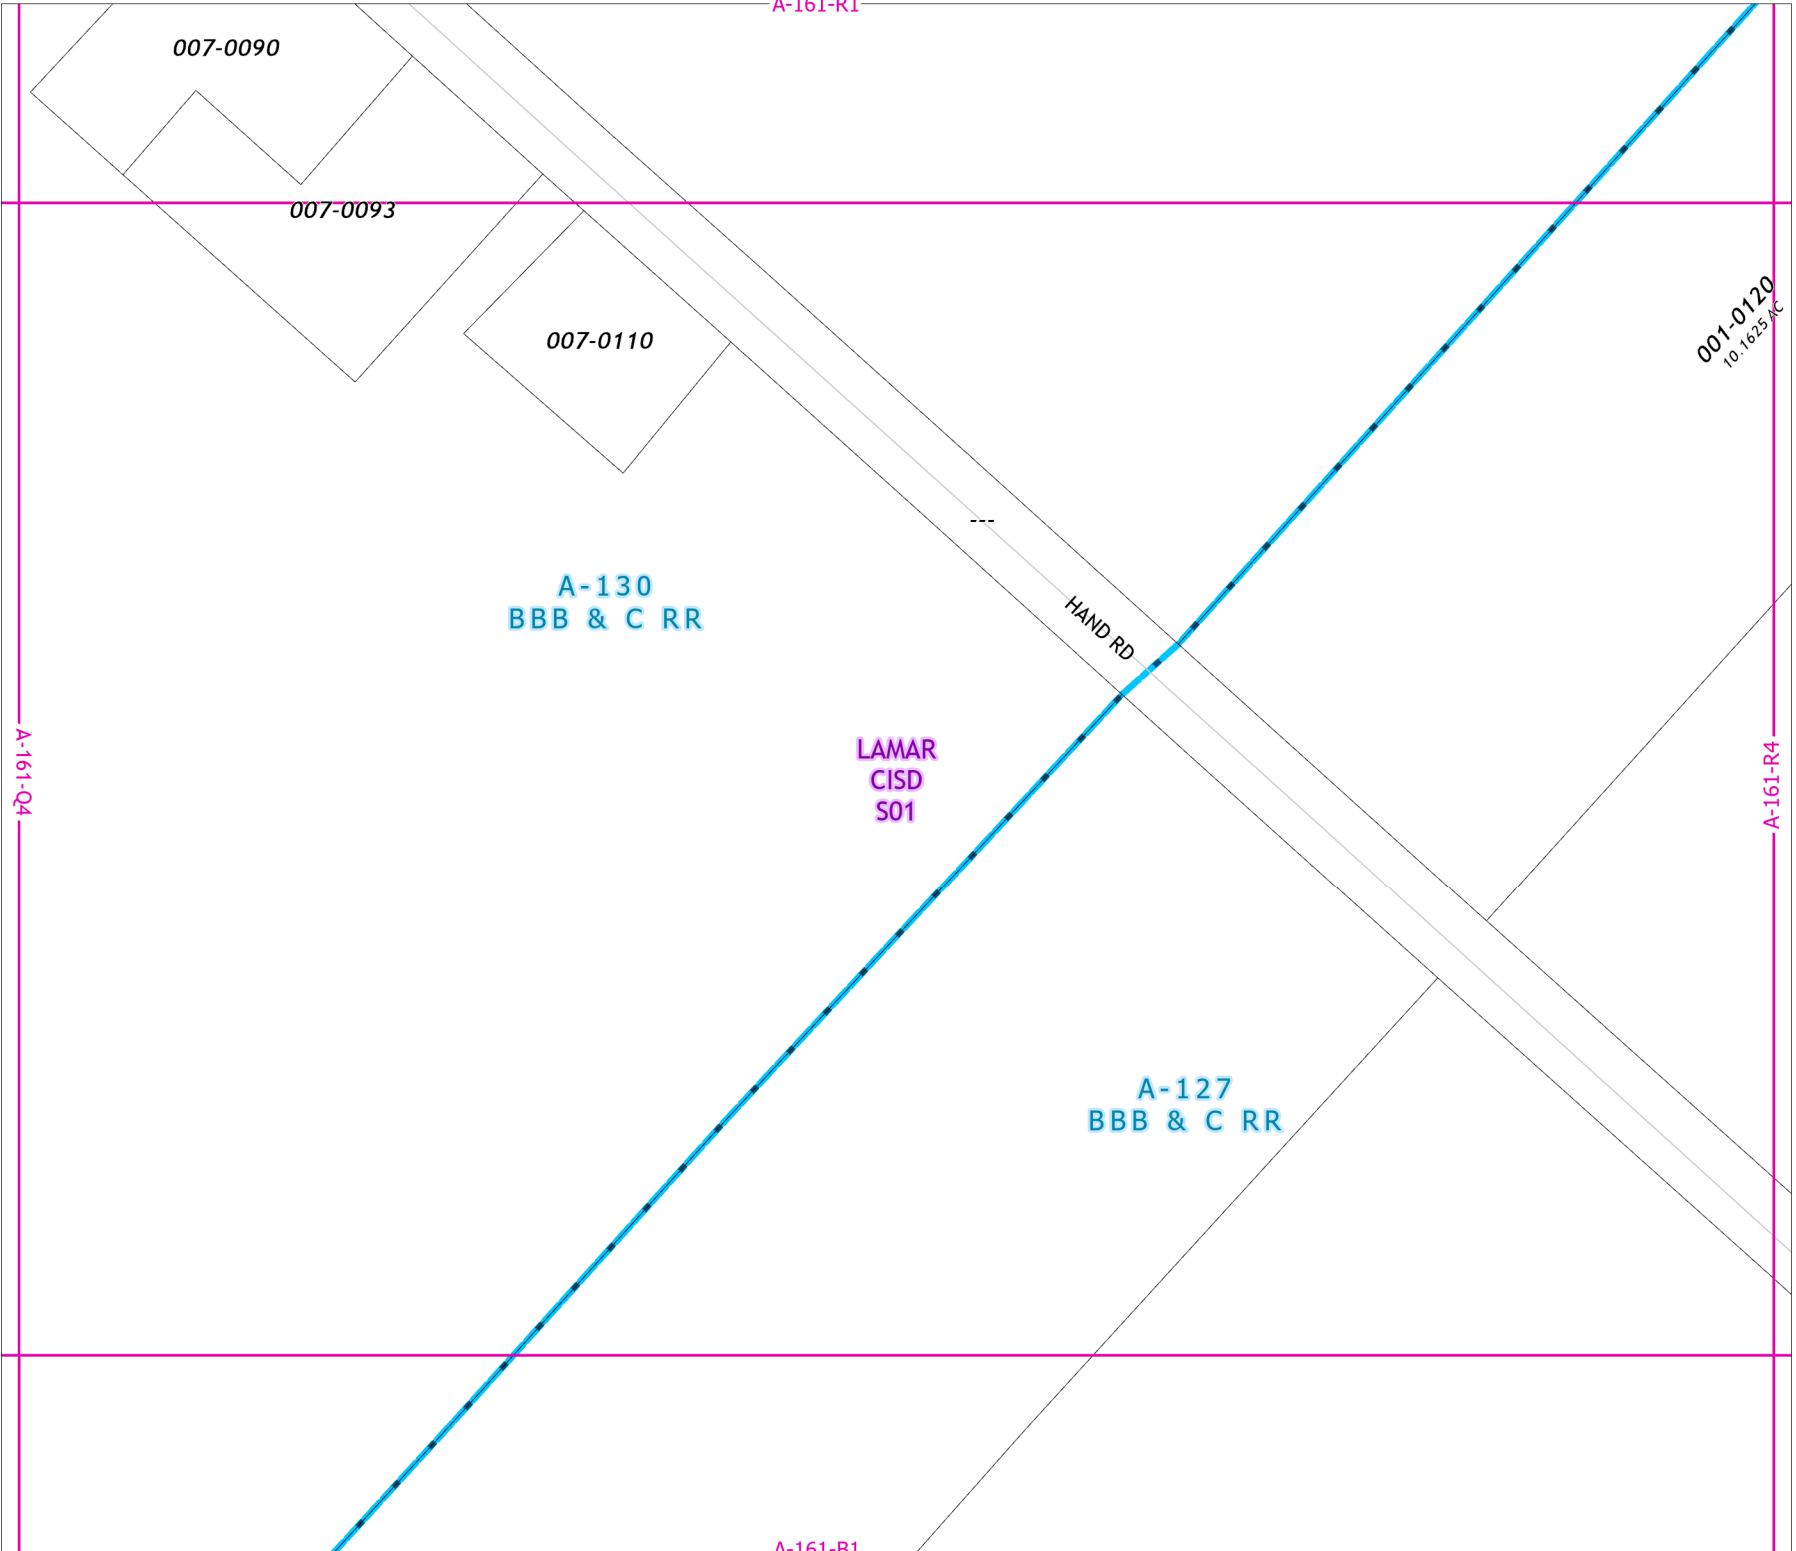 A-161-R1
007-0090
007-0093
001-0120
10.1625 AC
007-0110
---
A-130
BBB & C RR
HAND RD
LAMAR
CISD
S01
A-161-Q4
A-161-R4
A-127
BBB & C RR
A-161-B1